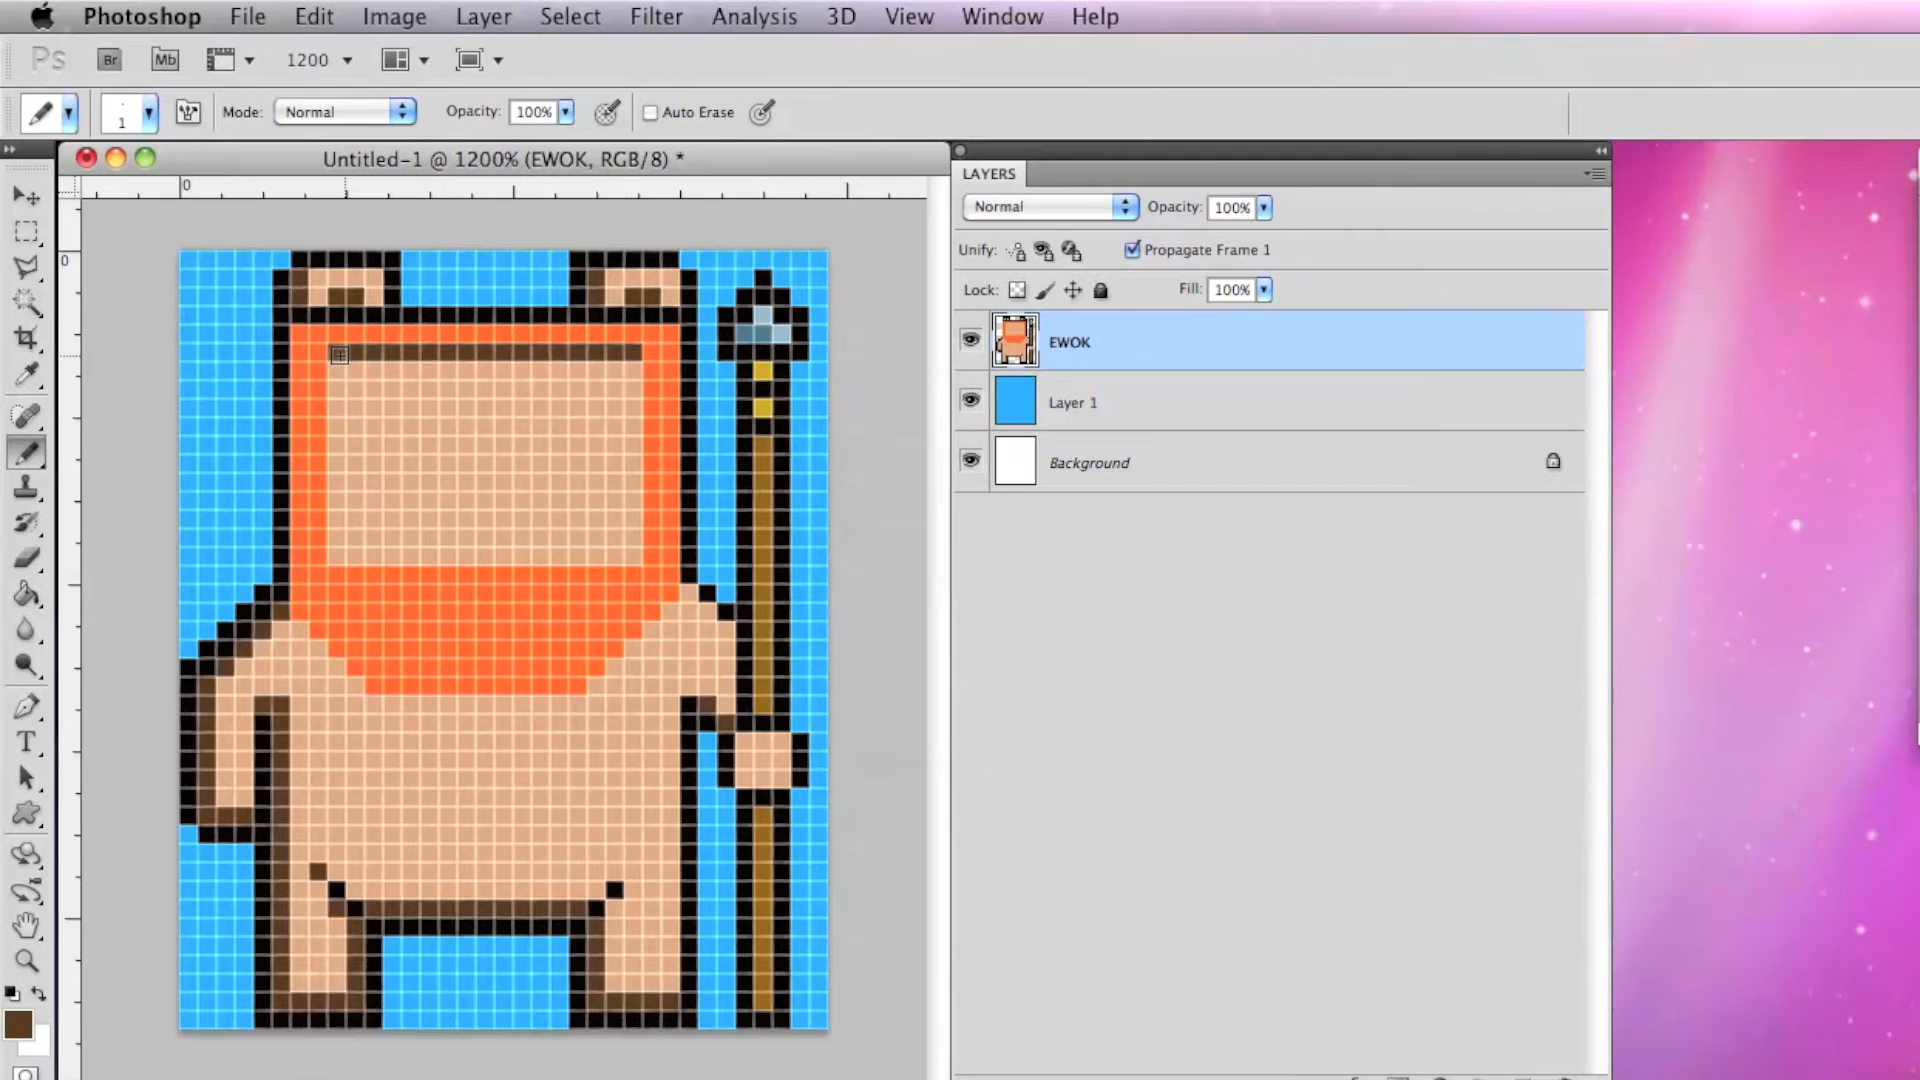 Photoshop File Edit Image Layer Select Filter Analysis 3D View Window Help
Ps Br Mb 1200
1 Mode: Normal Opacity: 100% Auto Erase
Untitled-1 @ 1200% (EWOK, RGB/8) *
0
0
LAYERS
Normal Opacity: 100%
Unify: Propagate Frame 1
Lock: Fill: 100%
EWOK
Layer 1
Background
T